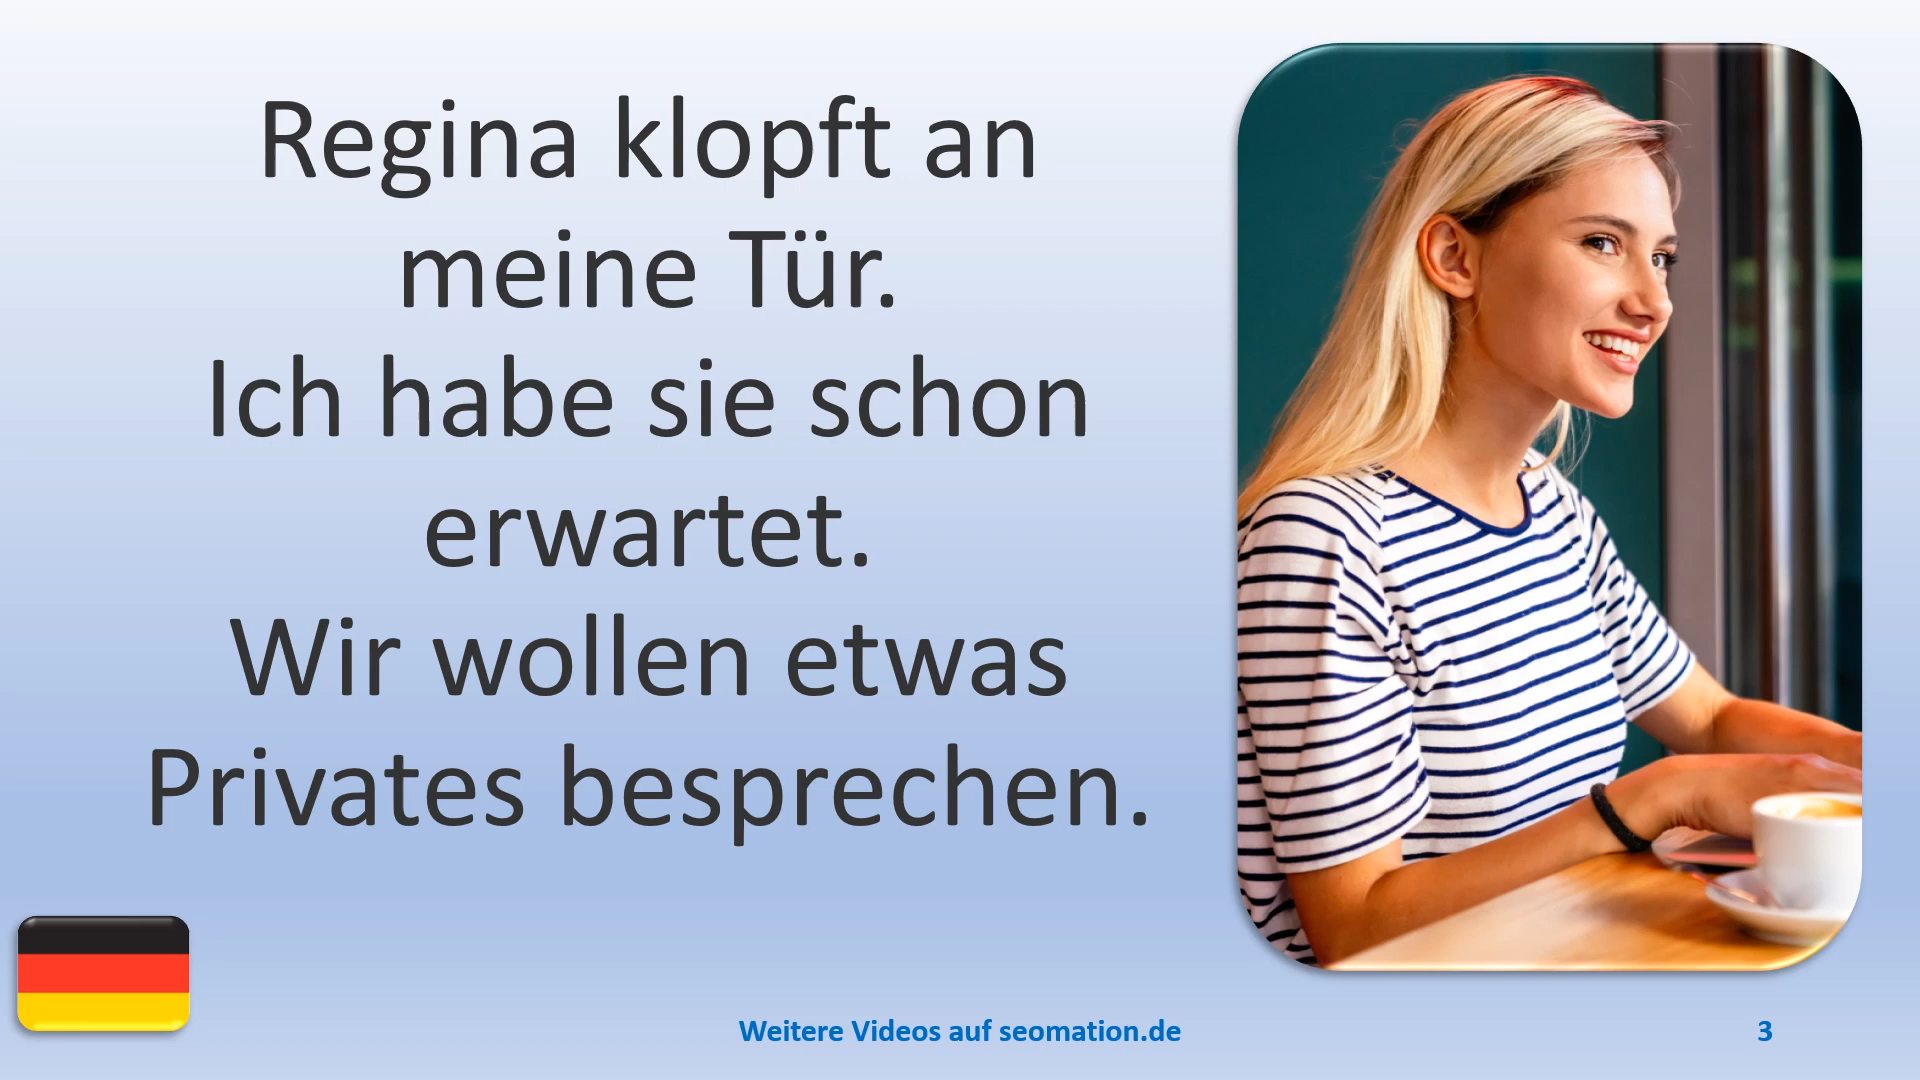 Regina klopft an
meine Tür.
Ich habe sie schon
erwartet.
Wir wollen etwas
Privates besprechen.
Weitere Videos auf seomation.de
3